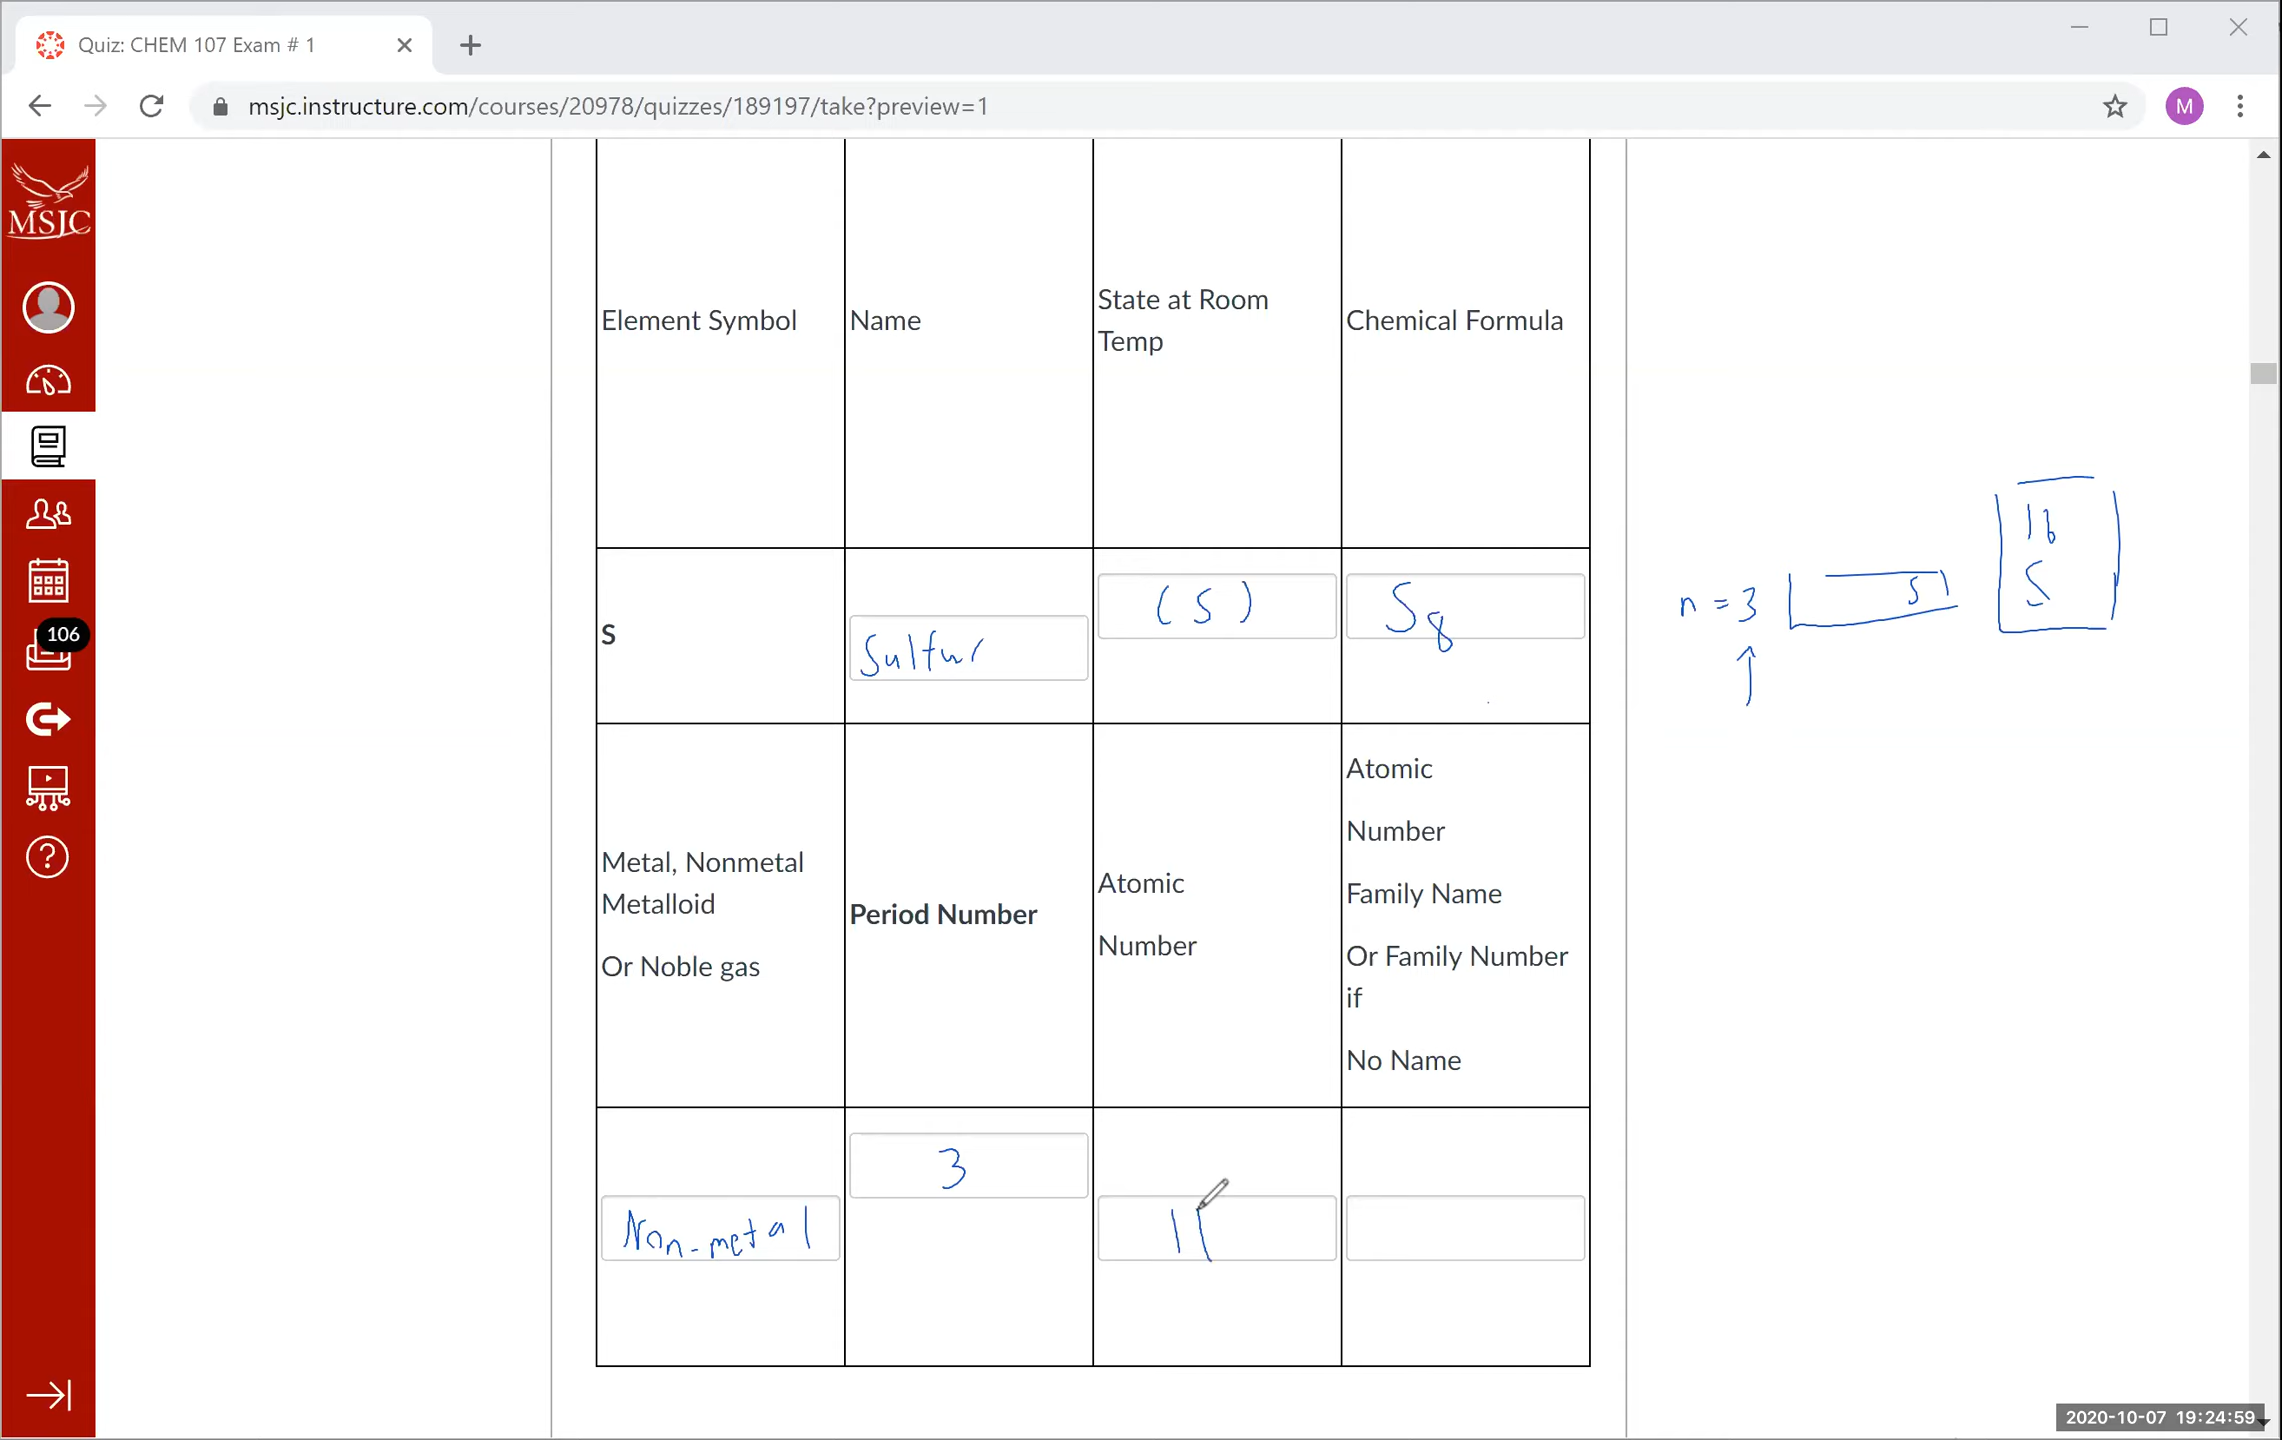 Quiz: CHEM 107 Exam # 1
msjc.instructure.com/courses/20978/quizzes/189197/take?preview=1
M
MSJC
106
Element Symbol
Name
State at Room
Temp
Chemical Formula
S
Sulfur
(S)
S8
n = 3
S
16
S
Metal, Nonmetal
Metalloid
Or Noble gas
Period Number
Atomic
Number
Atomic
Number
Family Name
Or Family Number
if
No Name
Non-metal
3
2020-10-07 19:24:59